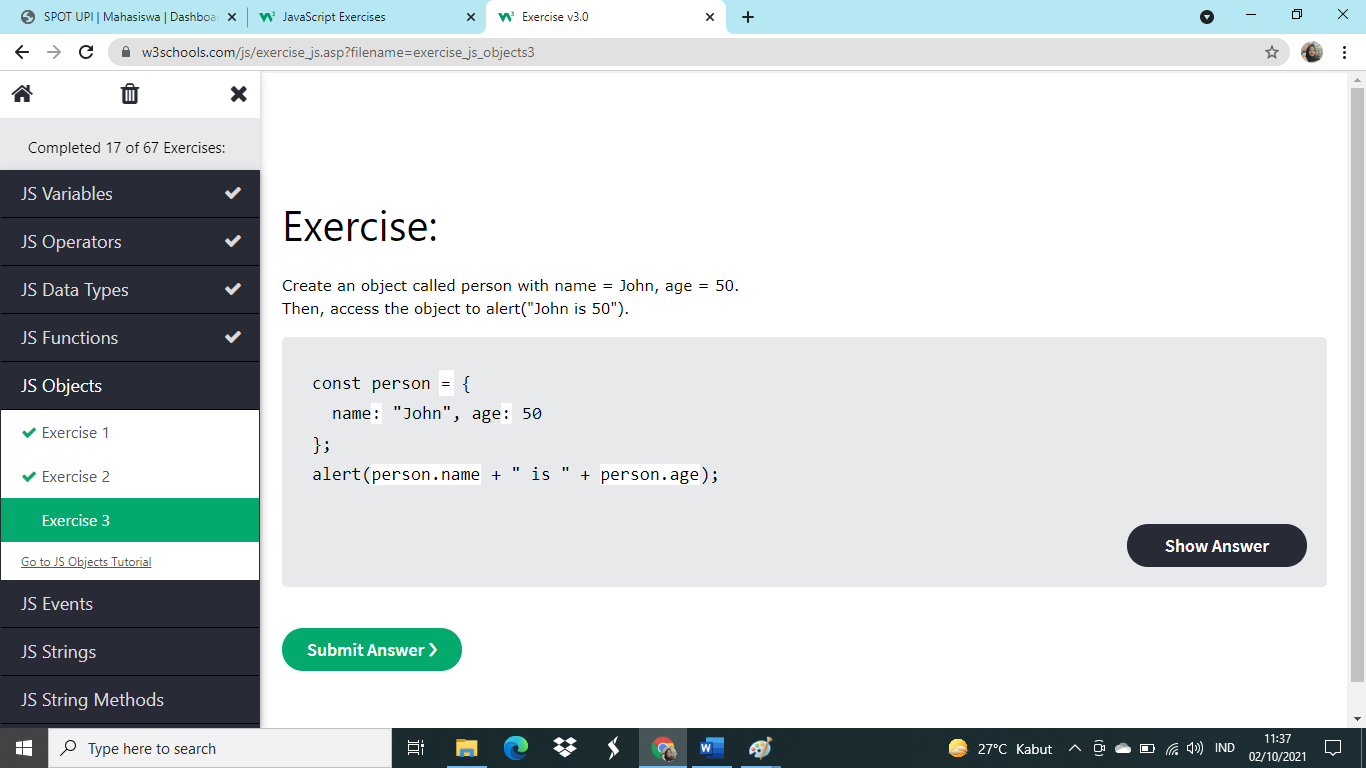 SPOT UPI | Mahasiswa | Dashboa
JavaScript Exercises
Exercise v3.0
w3schools.com/js/exercise_js.asp?filename=exercise_js_objects3
Completed 17 of 67 Exercises:
JS Variables
JS Operators
JS Data Types
JS Functions
JS Objects
Exercise 1
Exercise 2
Exercise 3
Go to JS Objects Tutorial
JS Events
JS Strings
JS String Methods
Exercise:
Create an object called person with name = John, age = 50.
Then, access the object to alert("John is 50").
const person = {
name: "John", age: 50
};
alert(person.name + " is " + person.age);
Show Answer
Submit Answer ❯
Type here to search
27°C Kabut
IND
11:37
02/10/2021